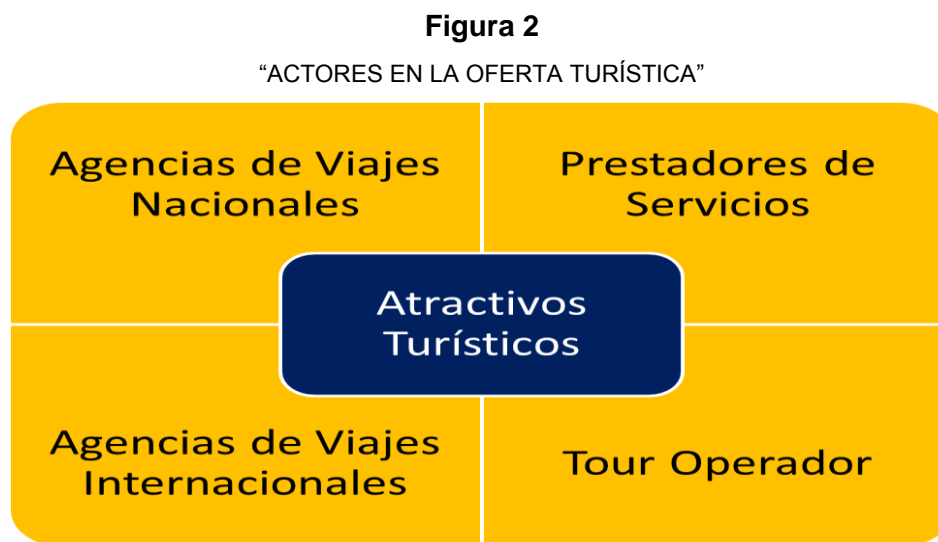 Figura 2
“ACTORES EN LA OFERTA TURÍSTICA”
Agencias de Viajes
Nacionales
Prestadores de
Servicios
Atractivos
Turísticos
Agencias de Viajes
Internacionales
Tour Operador